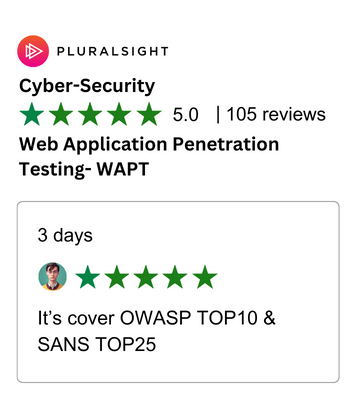 PLURALSIGHT
Cyber-Security
5.0 | 105 reviews
Web Application Penetration
Testing- WAPT
3 days
It's cover OWASP TOP10 &
SANS TOP25